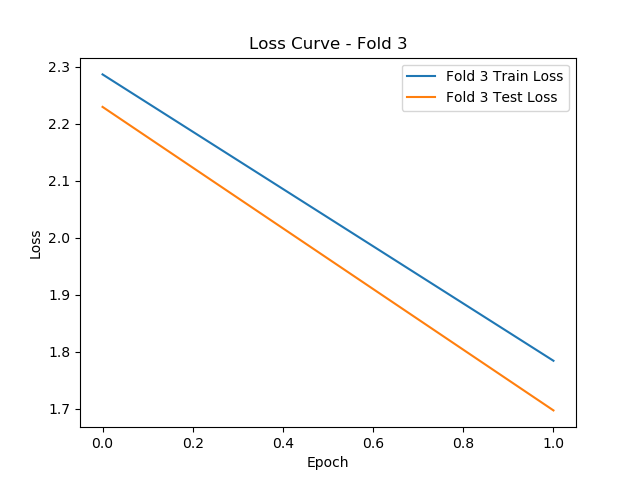 Loss Curve - Fold 3
Fold 3 Train Loss
Fold 3 Test Loss
2.3
2.2
2.1
2.0
1.9
1.8
1.7
Loss
0.0 0.2 0.4 0.6 0.8 1.0
Epoch